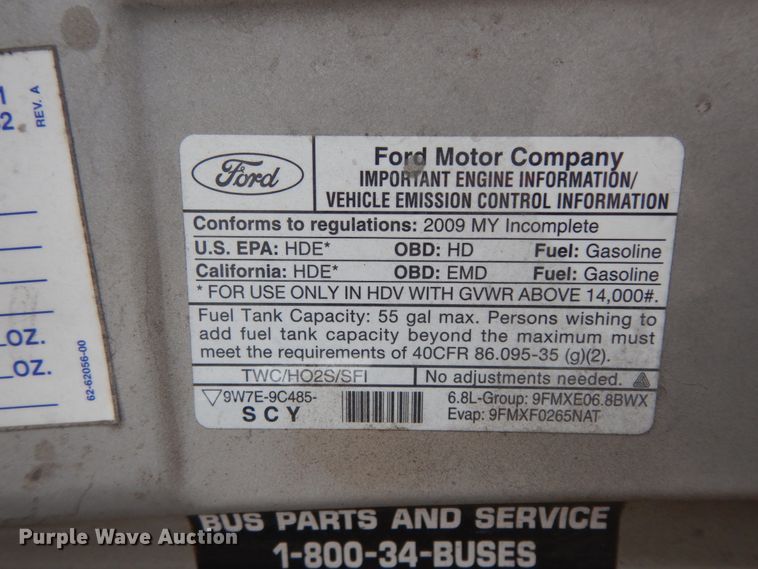 1
2
REV. A
OZ.
OZ.
62-62056-00
Ford
Ford Motor Company
IMPORTANT ENGINE INFORMATION/
VEHICLE EMISSION CONTROL INFORMATION
Conforms to regulations: 2009 MY Incomplete
U.S. EPA: HDE* OBD: HD Fuel: Gasoline
California: HDE* OBD: EMD Fuel: Gasoline
* FOR USE ONLY IN HDV WITH GVWR ABOVE 14,000#.
Fuel Tank Capacity: 55 gal max. Persons wishing to
add fuel tank capacity beyond the maximum must
meet the requirements of 40CFR 86.095-35 (g)(2).
TWC/HO2S/SFI No adjustments needed.
9W7E-9C485-
SCY
6.8L-Group: 9FMXE06.8BWX
Evap: 9FMXF0265NAT
BUS PARTS AND SERVICE
1-800-34-BUSES
Purple Wave Auction